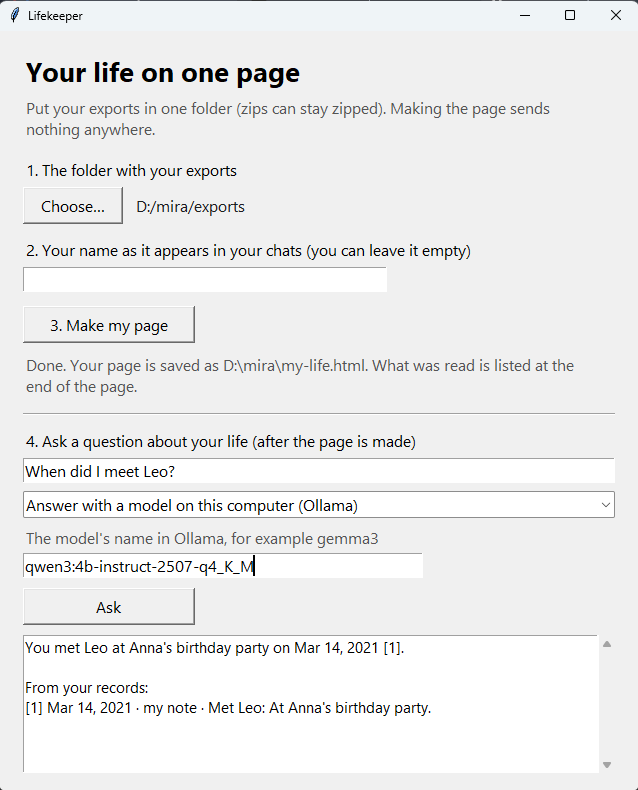 Lifekeeper
Your life on one page
Put your exports in one folder (zips can stay zipped). Making the page sends
nothing anywhere.
1. The folder with your exports
Choose...
D:/mira/exports
2. Your name as it appears in your chats (you can leave it empty)
3. Make my page
Done. Your page is saved as D:\mira\my-life.html. What was read is listed at the
end of the page.
4. Ask a question about your life (after the page is made)
When did I meet Leo?
Answer with a model on this computer (Ollama)
The model's name in Ollama, for example gemma3
qwen3:4b-instruct-2507-q4_K_M
Ask
You met Leo at Anna's birthday party on Mar 14, 2021 [1].
From your records:
[1] Mar 14, 2021 · my note · Met Leo: At Anna's birthday party.